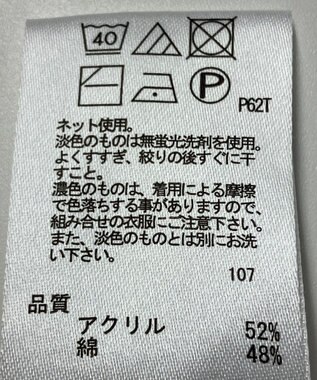 40
P
P62T
ネット使用。
淡色のものは無蛍光洗剤を使用。
よくすすぎ、絞りの後すぐに干
すこと。
濃色のものは、着用による摩擦
で色落ちする事がありますので、
組み合せの衣服にご注意下さい。
また、淡色のものとは別にお洗
い下さい。
107
品質
アクリル 52%
綿 48%